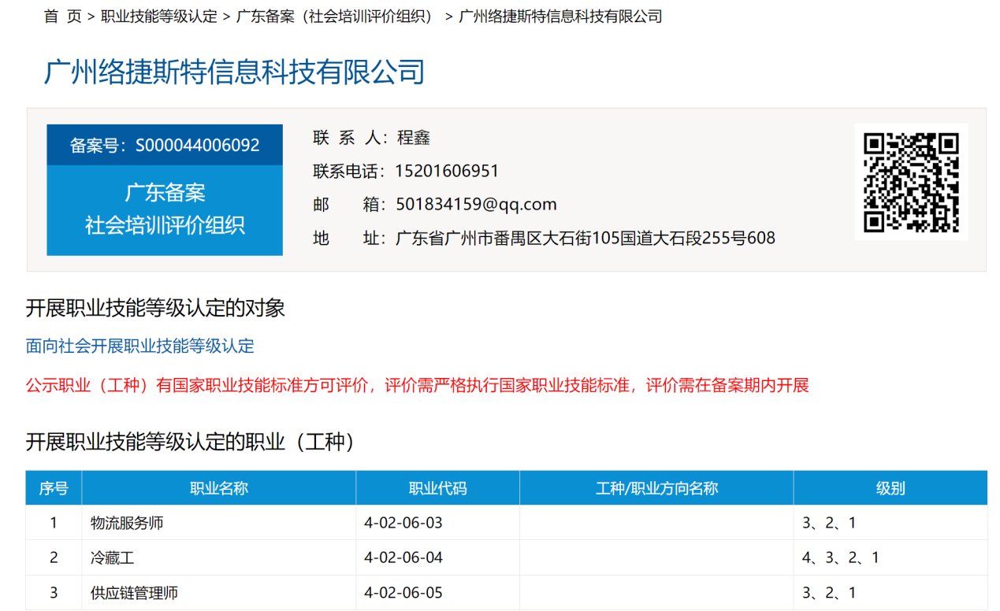 首 页 > 职业技能等级认定 > 广东备案（社会培训评价组织） > 广州络捷斯特信息科技有限公司
广州络捷斯特信息科技有限公司
备案号：S000044006092
广东备案
社会培训评价组织
联 系 人：程鑫
联系电话：15201606951
邮 箱：501834159@qq.com
地 址：广东省广州市番禺区大石街105国道大石段255号608
开展职业技能等级认定的对象
面向社会开展职业技能等级认定
公示职业（工种）有国家职业技能标准方可评价，评价需严格执行国家职业技能标准，评价需在备案期内开展
开展职业技能等级认定的职业（工种）
序号 职业名称 职业代码 工种/职业方向名称 级别
1 物流服务师 4-02-06-03 3、2、1
2 冷藏工 4-02-06-04 4、3、2、1
3 供应链管理师 4-02-06-05 3、2、1